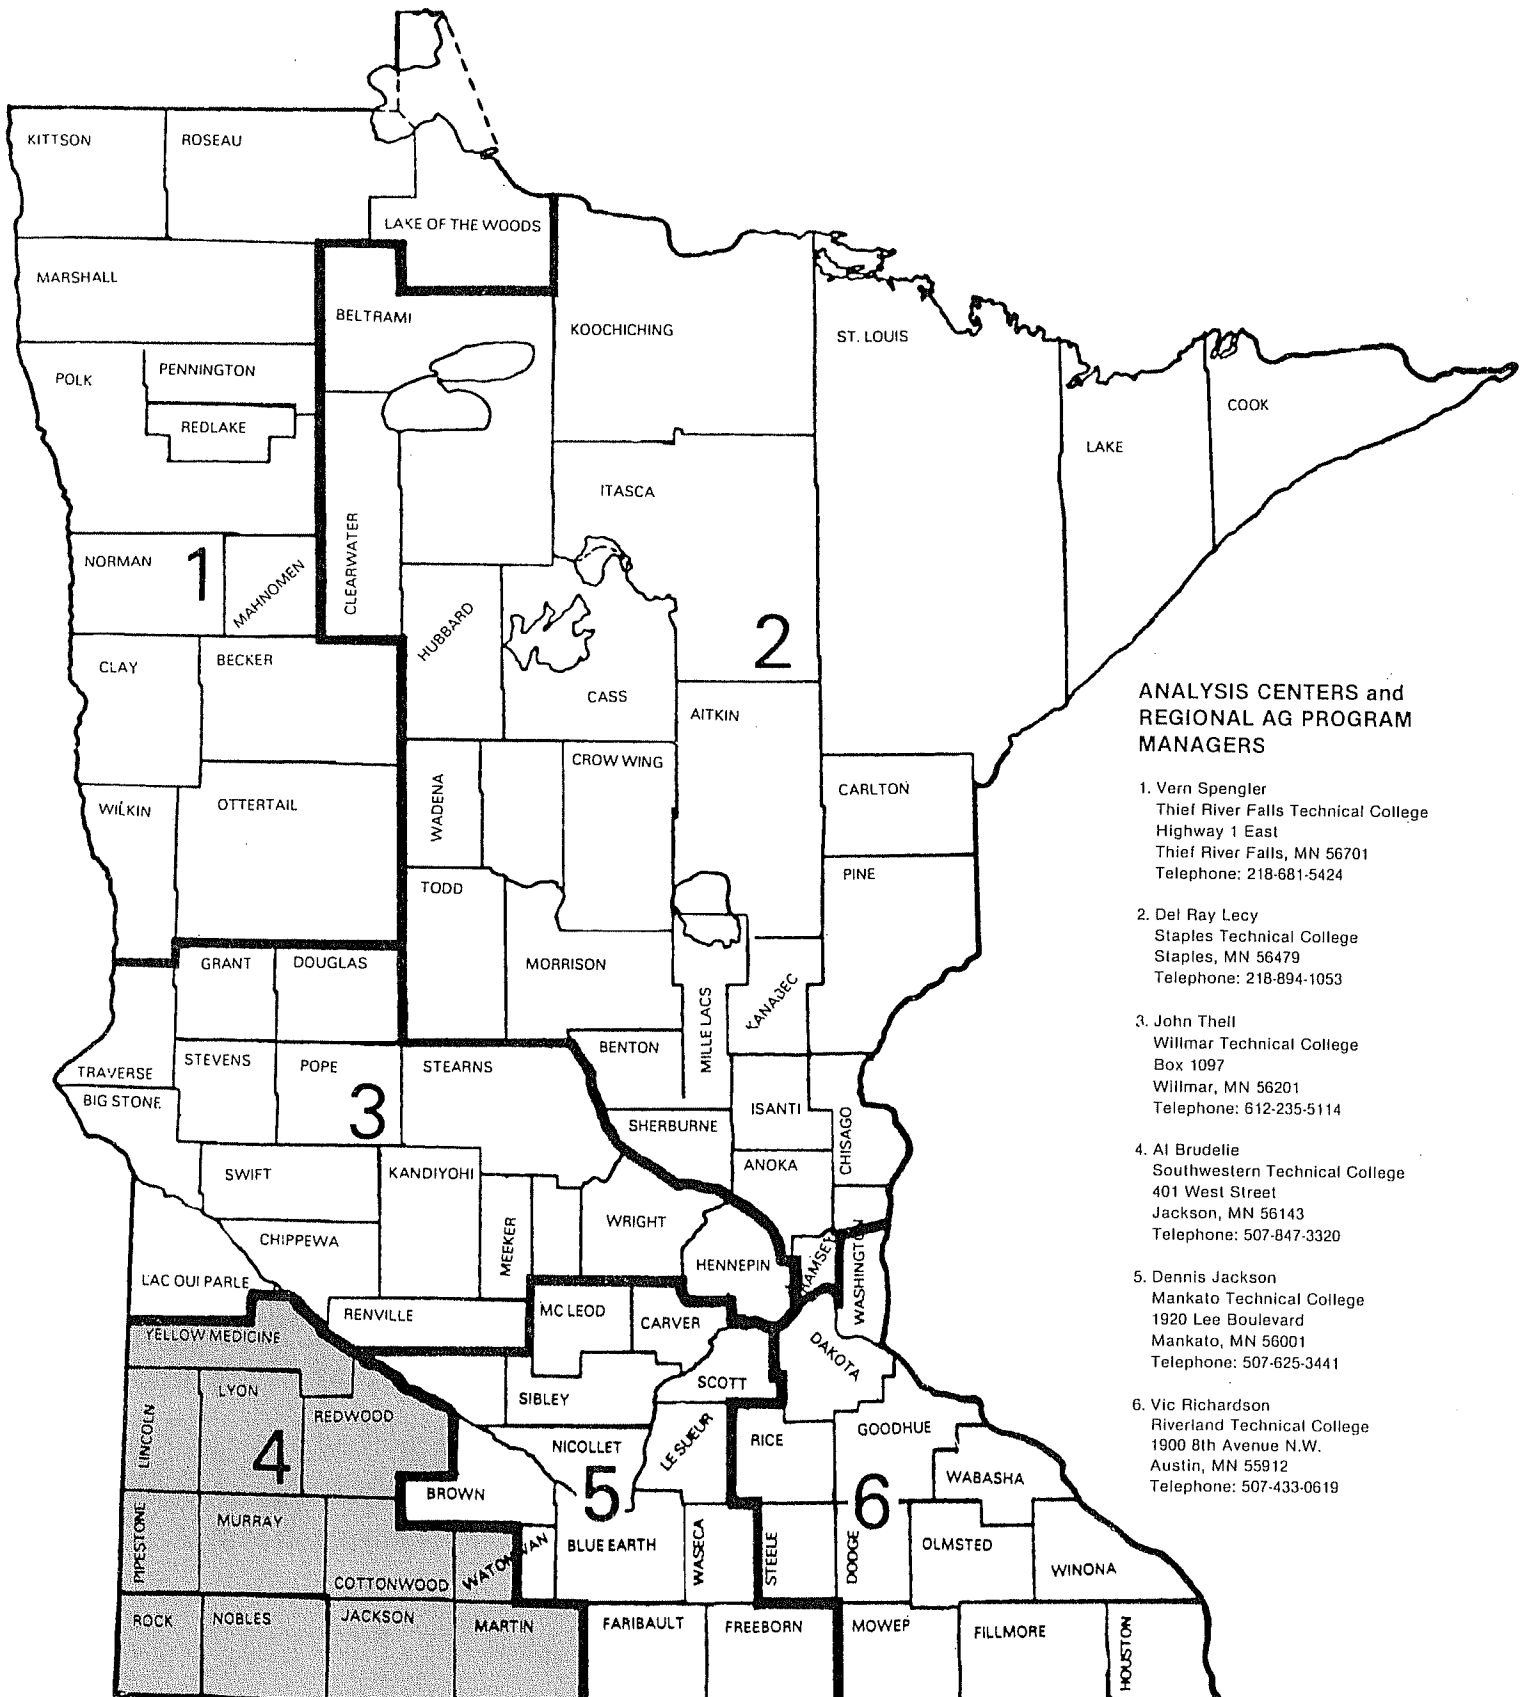 KITTSON
ROSEAU
LAKE OF THE WOODS
MARSHALL
BELTRAMI
KOOCHICHING
ST. LOUIS
POLK
PENNINGTON
REDLAKE
COOK
LAKE
ITASCA
NORMAN
1
MAHNOMEN
CLEARWATER
HUBBARD
2
CLAY
BECKER
CASS
AITKIN
CROW WING
WADENA
CARLTON
WILKIN
OTTERTAIL
TODD
PINE
GRANT
DOUGLAS
MORRISON
MILLE LACS
KANABEC
BENTON
TRAVERSE
STEVENS
POPE
STEARNS
BIG STONE
3
ISANTI
SHERBURNE
CHISAGO
ANOKA
SWIFT
KANDIYOHI
MEEKER
WRIGHT
CHIPPEWA
HENNEPIN
RAMSEY
WASHINGTON
LAC QUI PARLE
RENVILLE
MC LEOD
CARVER
YELLOW MEDICINE
DAKOTA
SCOTT
LYON
SIBLEY
LINCOLN
REDWOOD
4
NICOLLET
LE SUEUR
RICE
GOODHUE
WABASHA
BROWN
5
6
PIPESTONE
MURRAY
COTTONWOOD
WATONWAN
BLUE EARTH
WASECA
STEELE
DODGE
OLMSTED
WINONA
ROCK
NOBLES
JACKSON
MARTIN
FARIBAULT
FREEBORN
MOWER
FILLMORE
HOUSTON
ANALYSIS CENTERS and
REGIONAL AG PROGRAM
MANAGERS
1. Vern Spengler
Thief River Falls Technical College
Highway 1 East
Thief River Falls, MN 56701
Telephone: 218-681-5424
2. Del Ray Lecy
Staples Technical College
Staples, MN 56479
Telephone: 218-894-1053
3. John Thell
Willmar Technical College
Box 1097
Willmar, MN 56201
Telephone: 612-235-5114
4. Al Brudelie
Southwestern Technical College
401 West Street
Jackson, MN 56143
Telephone: 507-847-3320
5. Dennis Jackson
Mankato Technical College
1920 Lee Boulevard
Mankato, MN 56001
Telephone: 507-625-3441
6. Vic Richardson
Riverland Technical College
1900 8th Avenue N.W.
Austin, MN 55912
Telephone: 507-433-0619